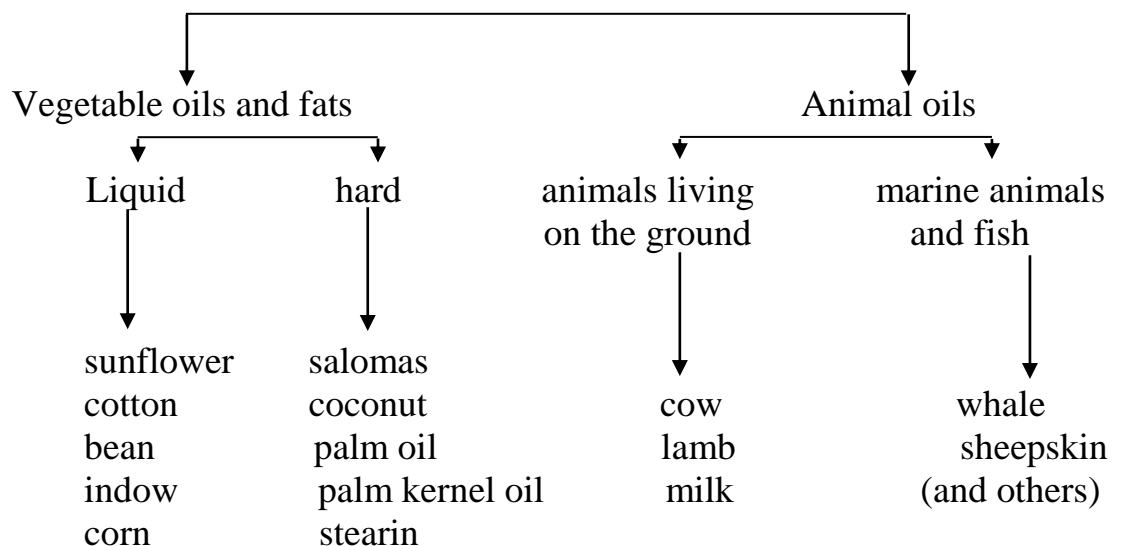 Vegetable oils and fats Animal oils
Liquid hard animals living marine animals
on the ground and fish
sunflower salomas
cotton coconut cow whale
bean palm oil lamb sheepskin
indow palm kernel oil milk (and others)
corn stearin